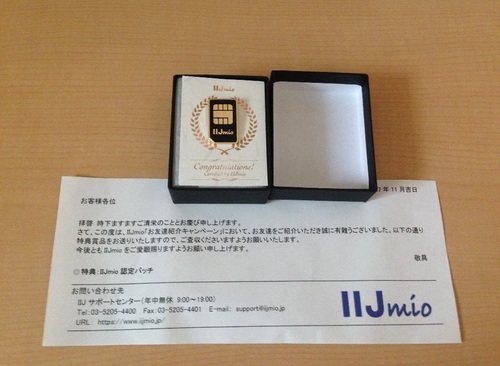 IIJmio
IIJmio
Congratulations!
Certified by IIJmio
年11月吉日
お客様各位
拝啓 時下ますますご清栄のこととお慶び申し上げます。
さて、この度は、IIJmio「お友達紹介キャンペーン」において、お友達をご紹介いただき誠に有難うございました。以下の通り
特典賞品をお送りいたしますので、ご査収くださいますようお願いいたします。
今後とも IIJmio をご愛顧賜りますようお願い申し上げます。
敬具
◎特典:IIJmio 認定バッチ
お問い合わせ先
IIJ サポートセンター(年中無休 9:00~19:00)
Tel:03-5205-4400 Fax:03-5205-4401 E-mail: support@iijmio.jp
URL: https://www.iijmio.jp/
IIJmio